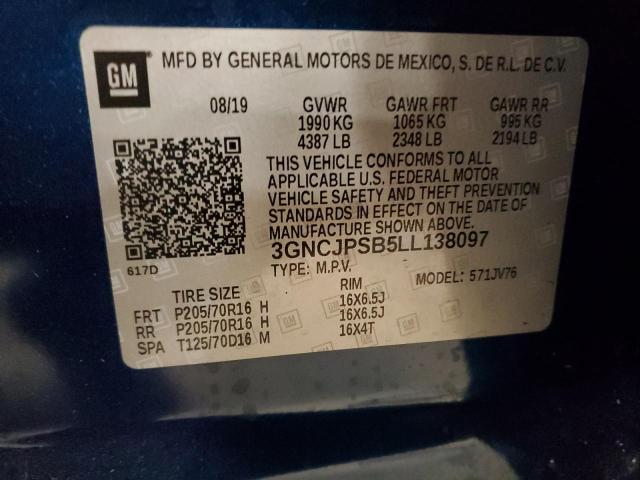 GM MFD BY GENERAL MOTORS DE MEXICO, S. DE R.L. DE C.V.
08/19 GVWR GAWR FRT GAWR RR
1990 KG 1065 KG 995 KG
4387 LB 2348 LB 2194 LB
THIS VEHICLE CONFORMS TO ALL
APPLICABLE U.S. FEDERAL MOTOR
VEHICLE SAFETY AND THEFT PREVENTION
STANDARDS IN EFFECT ON THE DATE OF
MANUFACTURE SHOWN ABOVE.
3GNCJPSB5LL138097
617D TYPE: M.P.V. MODEL: 571JV76
TIRE SIZE RIM
FRT P205/70R16 H 16X6.5J
RR P205/70R16 H 16X6.5J
SPA T125/70D16 M 16X4T